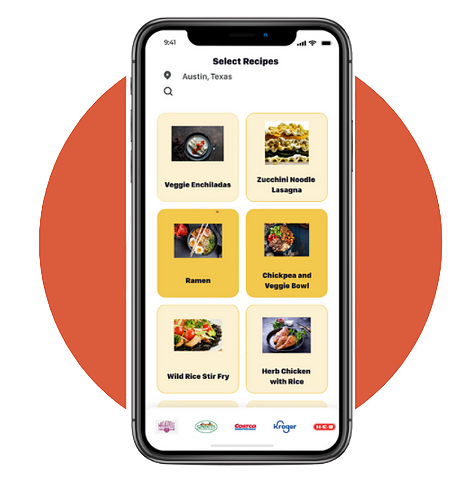 9:41
Select Recipes
Austin, Texas
Veggie Enchiladas
Zucchini Noodle
Lasagna
Ramen
Chickpea and
Veggie Bowl
Wild Rice Stir Fry
Herb Chicken
with Rice
Costco
Kroger
H-E-B